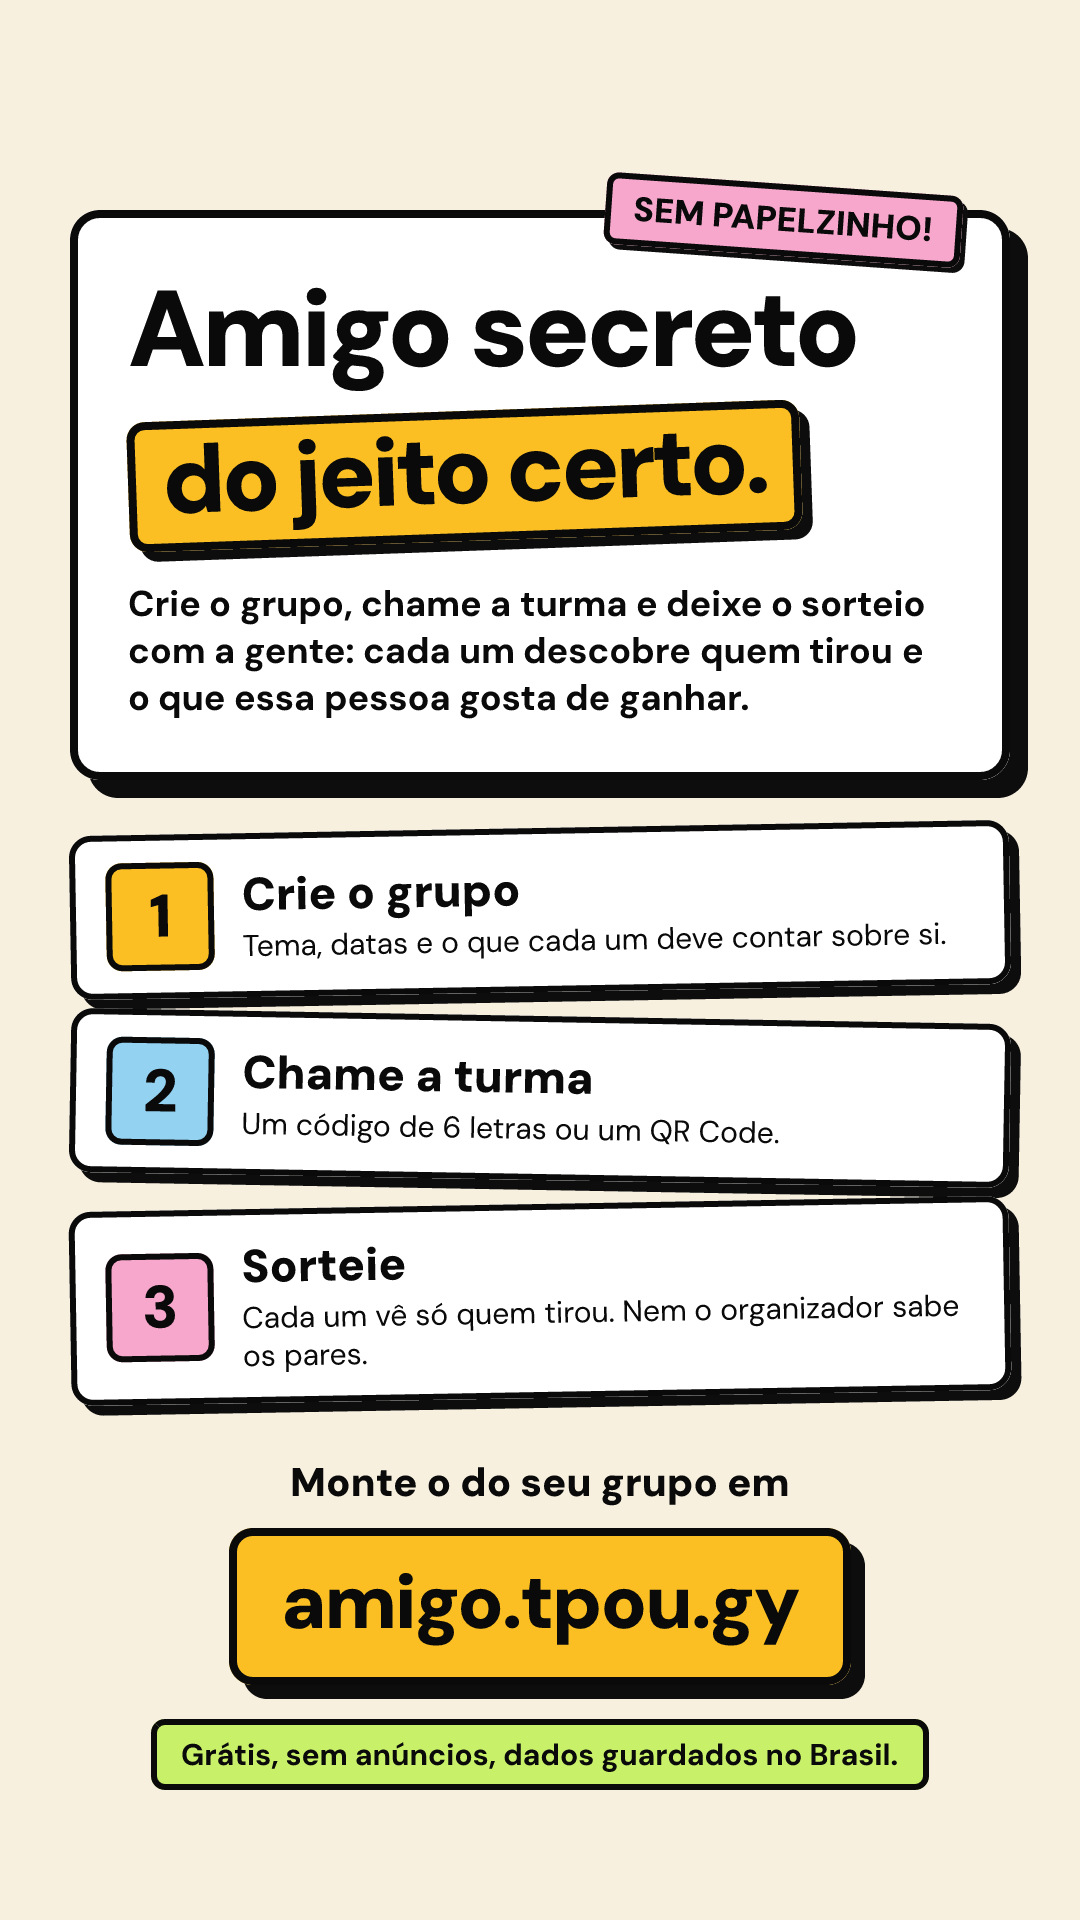 SEM PAPELZINHO!
Amigo secreto
do jeito certo.
Crie o grupo, chame a turma e deixe o sorteio
com a gente: cada um descobre quem tirou e
o que essa pessoa gosta de ganhar.
1
Crie o grupo
Tema, datas e o que cada um deve contar sobre si.
2
Chame a turma
Um código de 6 letras ou um QR Code.
3
Sorteie
Cada um vê só quem tirou. Nem o organizador sabe
os pares.
Monte o do seu grupo em
amigo.tpou.gy
Grátis, sem anúncios, dados guardados no Brasil.